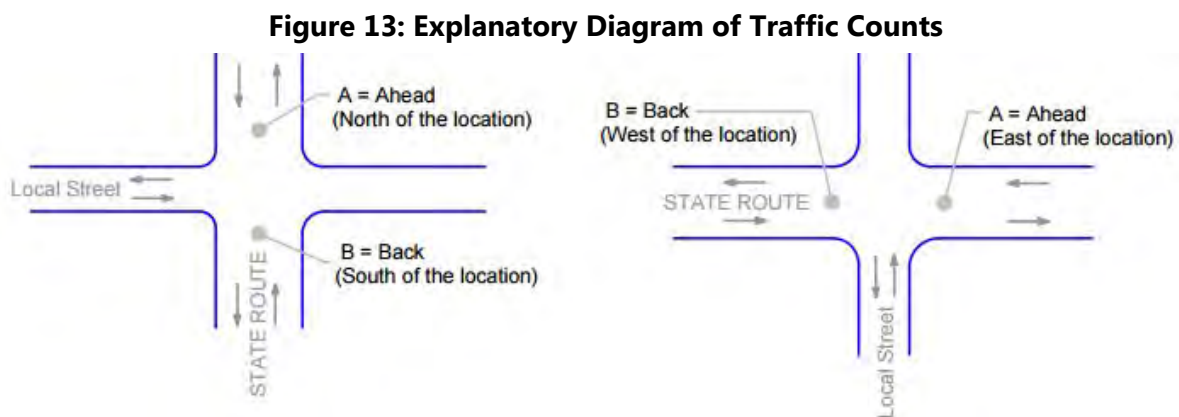 Figure 13: Explanatory Diagram of Traffic Counts
A = Ahead
(North of the location)
Local Street
B = Back
(South of the location)
STATE ROUTE
B = Back
(West of the location)
A = Ahead
(East of the location)
STATE ROUTE
Local Street